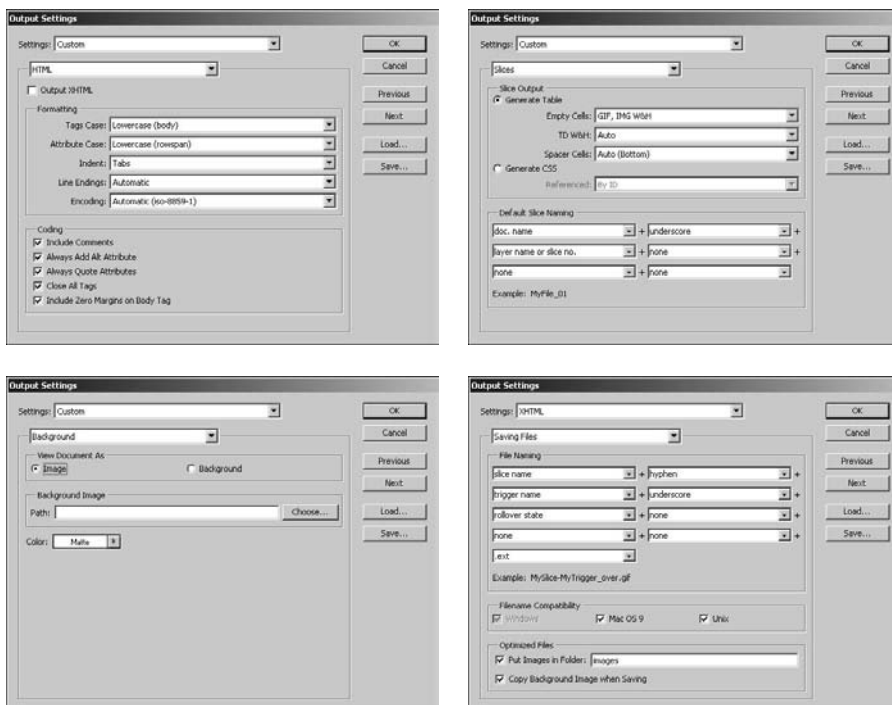 Output Settings
Settings: Custom
OK
HTML
Cancel
Output XHTML
Previous
Formatting
Next
Tags Case: Lowercase (body)
Attribute Case: Lowercase (rowspan)
Load...
Indent: Tabs
Save...
Line Endings: Automatic
Encoding: Automatic (iso-8859-1)
Coding
Include Comments
Always Add Alt Attribute
Always Quote Attributes
Close All Tags
Include Zero Margins on Body Tag
Output Settings
Settings: Custom
OK
Slices
Cancel
Slice Output
Generate Table
Previous
Empty Cells: GIF, IMG W&H
Next
TD W&H: Auto
Load...
Spacer Cells: Auto (Bottom)
Generate CSS
Save...
Referenced: By ID
Default Slice Naming
doc. name + underscore +
layer name or slice no. + none +
none + none
Example: MyFile_01
Output Settings
Settings: Custom
OK
Background
Cancel
View Document As
Image Background
Previous
Next
Background Image
Path: Choose...
Load...
Color: Matte
Save...
Output Settings
Settings: XHTML
OK
Saving Files
Cancel
File Naming
slice name + hyphen +
Previous
trigger name + underscore +
Next
rollover state + none +
Load...
none + none +
Save...
.ext
Example: MySlice-MyTrigger_over.gif
Filename Compatibility
Windows Mac OS 9 Unix
Optimized Files
Put Images in Folder: images
Copy Background Image when Saving